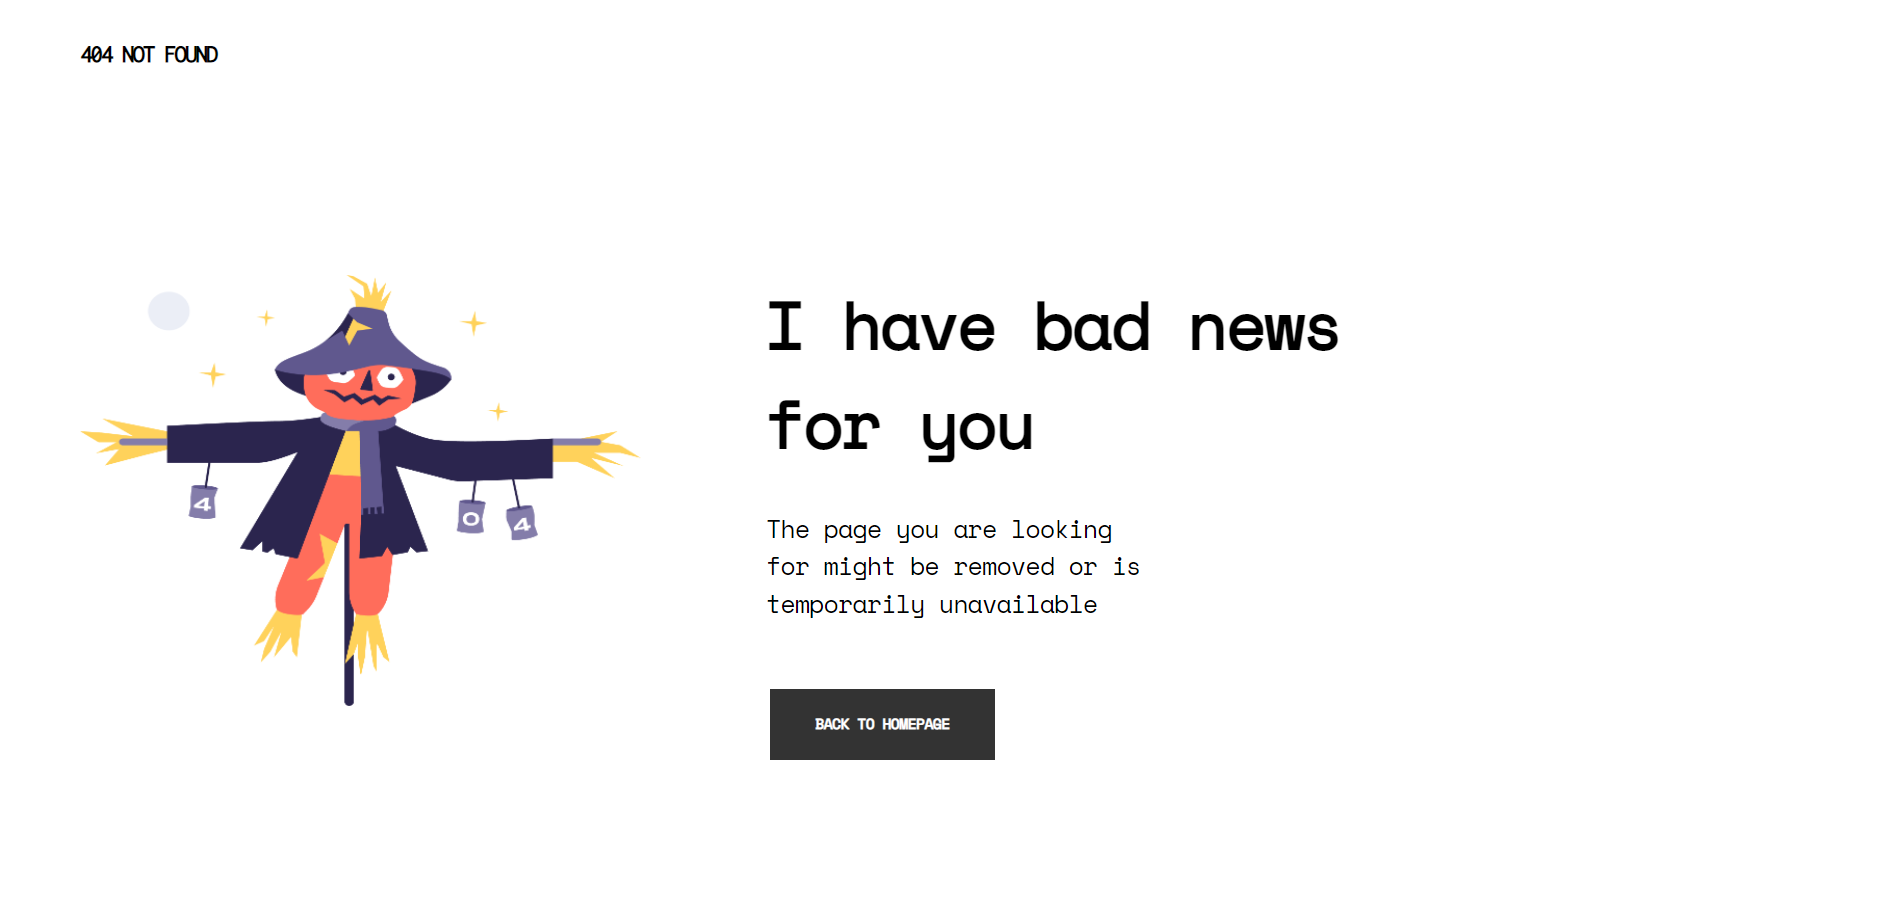 404 NOT FOUND
I have bad news
for you
4
0
4
The page you are looking
for might be removed or is
temporarily unavailable
BACK TO HOMEPAGE